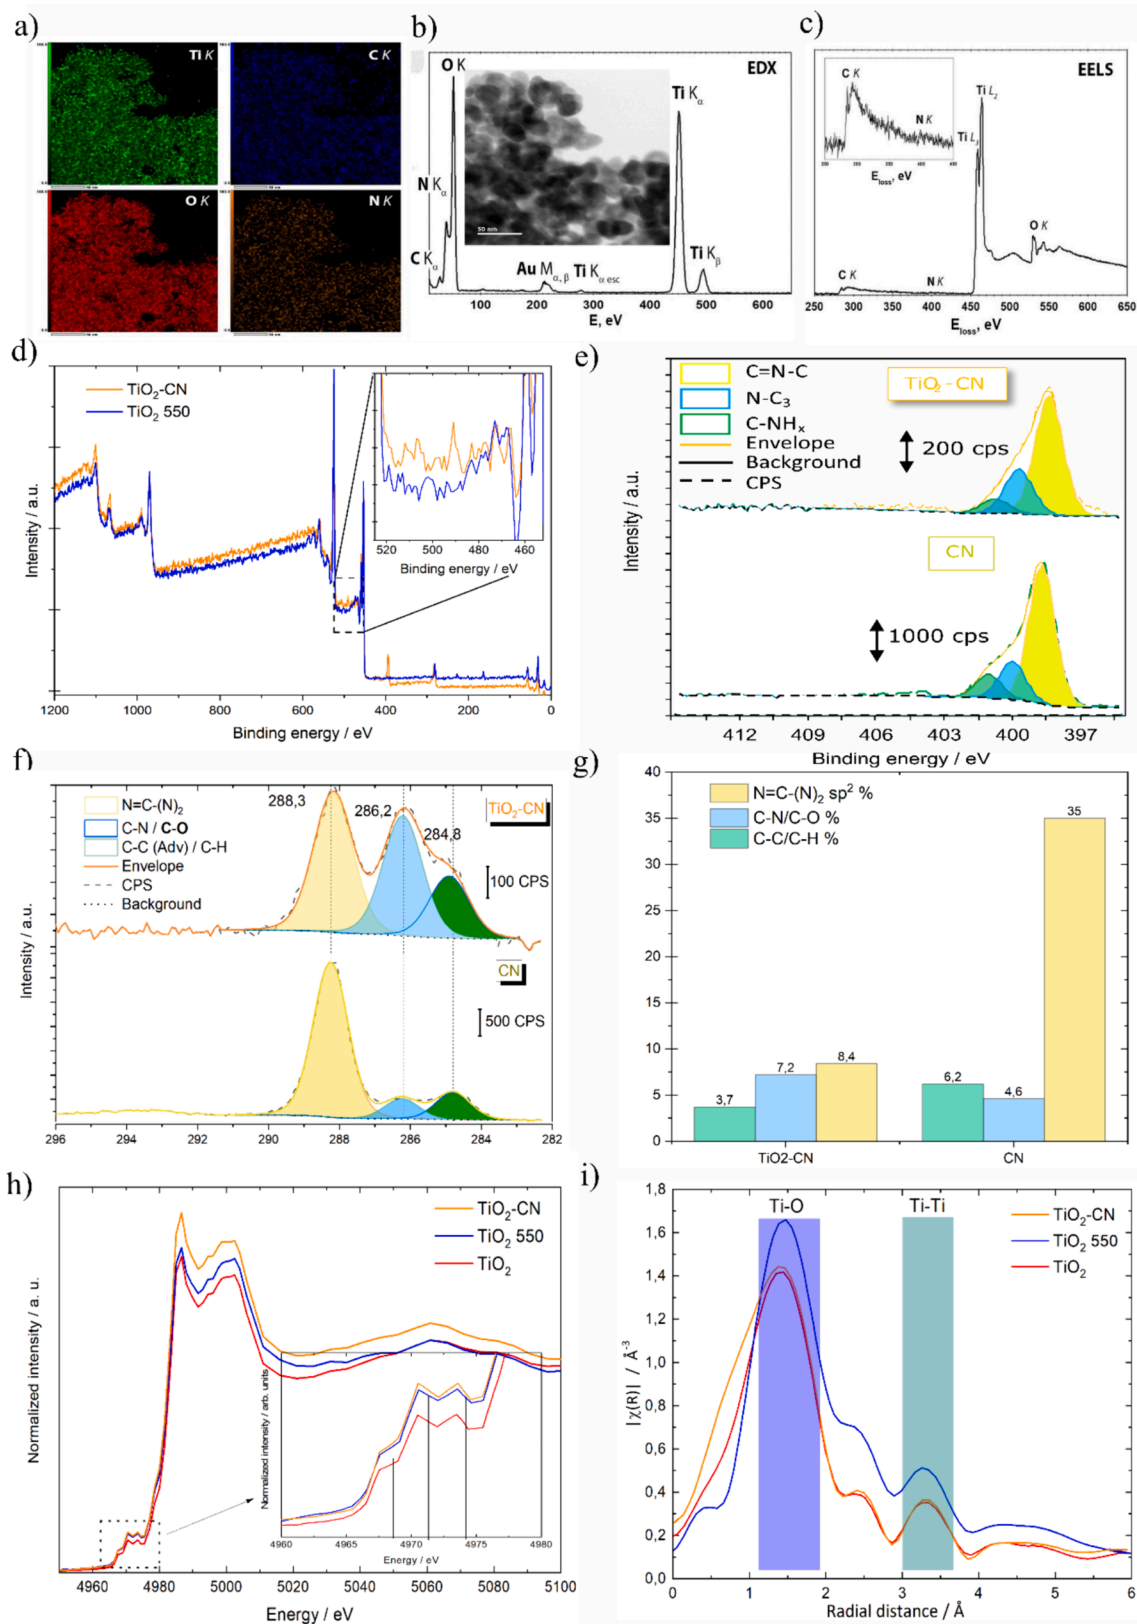 a)
Ti K
C K
O K
N K
b)
EDX
O K
N Kα
C Kα
Au Mα, β
Ti Kα esc
Ti Kα
Ti Kβ
50 nm
100 200 300 400 500 600
E, eV
c)
EELS
C K
N K
Eloss, eV
Ti L2
Ti L3
O K
C K
N K
250 300 350 400 450 500 550 600 650
Eloss, eV
d)
TiO2-CN
TiO2 550
Intensity / a.u.
520 500 480 460
Binding energy / eV
1200 1000 800 600 400 200 0
Binding energy / eV
e)
C=N-C
N-C3
C-NHx
Envelope
Background
CPS
TiO2-CN
200 cps
CN
1000 cps
Intensity / a.u.
412 409 406 403 400 397
Binding energy / eV
f)
N=C-(N)2
C-N / C-O
C-C (Adv) / C-H
Envelope
CPS
Background
288,3
286,2
284,8
TiO2-CN
100 CPS
CN
500 CPS
Intensity / a.u.
296 294 292 290 288 286 284 282
g)
N=C-(N)2 sp2 %
C-N/C-O %
C-C/C-H %
40
35
30
25
20
15
10
5
0
3,7
7,2
8,4
6,2
4,6
35
TiO2-CN
CN
h)
TiO2-CN
TiO2 550
TiO2
Normalized intensity / a. u.
Normalized intensity / arb. units
4960 4965 4970 4975 4980
Energy / eV
4960 4980 5000 5020 5040 5060 5080 5100
Energy / eV
i)
Ti-O
Ti-Ti
TiO2-CN
TiO2 550
TiO2
1,8
1,6
1,4
1,2
1,0
0,8
0,6
0,4
0,2
0,0
|χ(R)| / Å-3
0 1 2 3 4 5 6
Radial distance / Å